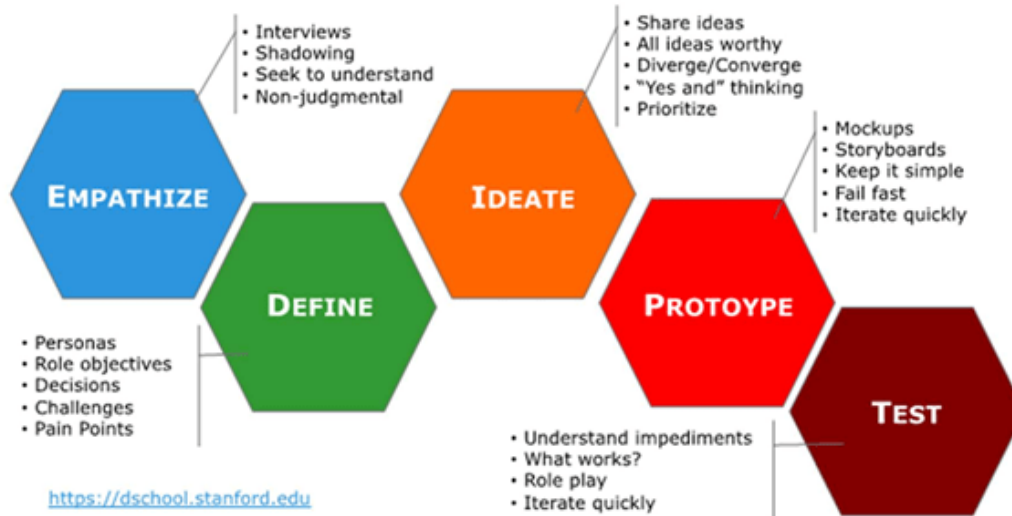 • Interviews
• Shadowing
• Seek to understand
• Non-judgmental
EMPATHIZE
• Personas
• Role objectives
• Decisions
• Challenges
• Pain Points
DEFINE
• Share ideas
• All ideas worthy
• Diverge/Converge
• “Yes and” thinking
• Prioritize
IDEATE
• Mockups
• Storyboards
• Keep it simple
• Fail fast
• Iterate quickly
PROTOYPE
• Understand impediments
• What works?
• Role play
• Iterate quickly
TEST
https://dschool.stanford.edu